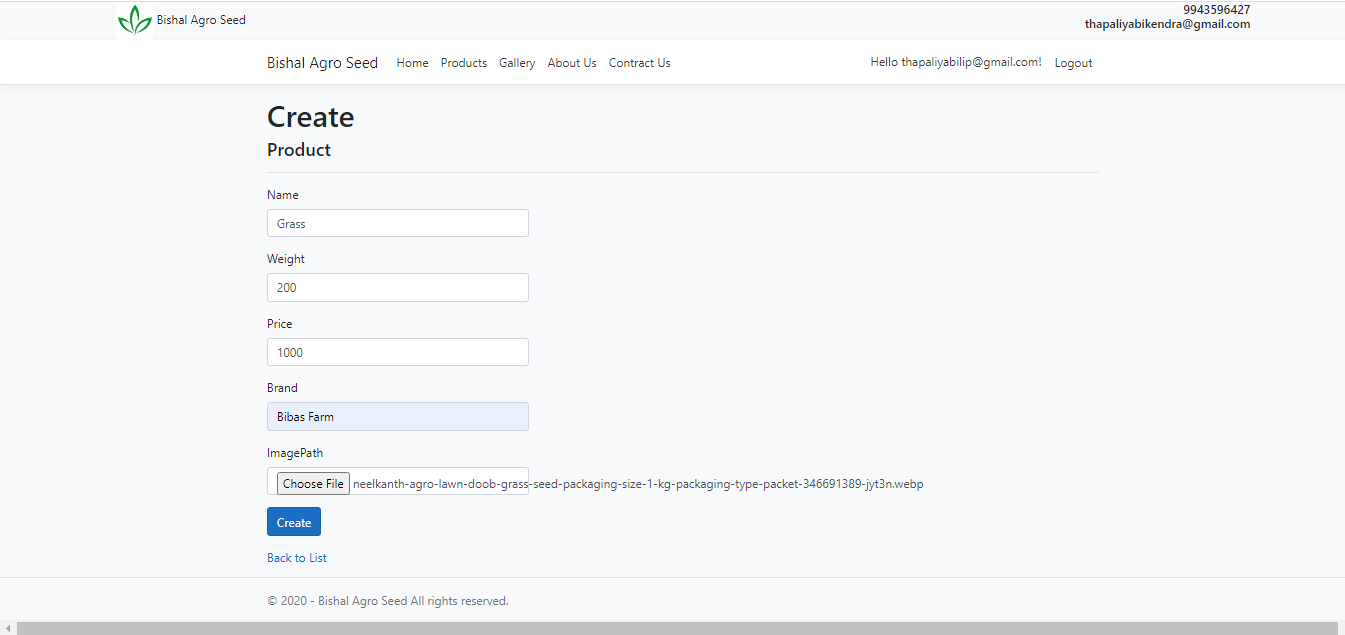 Bishal Agro Seed
9943596427
thapaliyabikendra@gmail.com
Bishal Agro Seed Home Products Gallery About Us Contract Us Hello thapaliyabilip@gmail.com! Logout
Create
Product
Name
Grass
Weight
200
Price
1000
Brand
Bibas Farm
ImagePath
Choose File neelkanth-agro-lawn-doob-grass-seed-packaging-size-1-kg-packaging-type-packet-346691389-jyt3n.webp
Create
Back to List
© 2020 - Bishal Agro Seed All rights reserved.